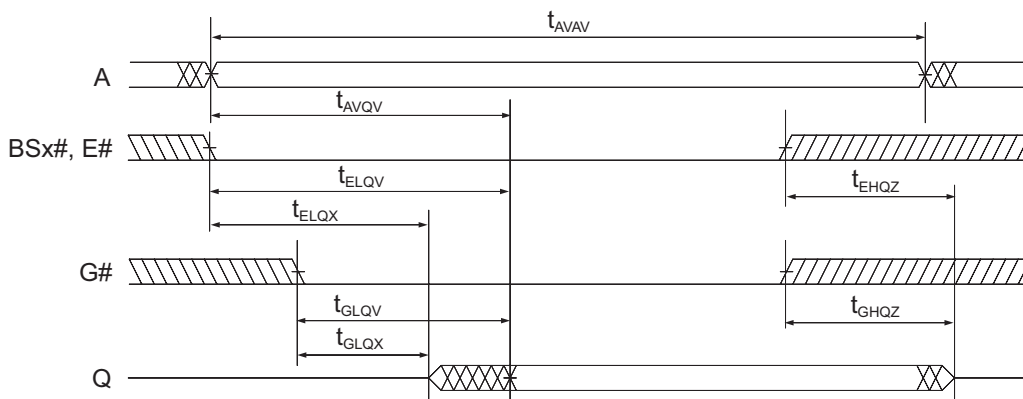 tAVAV
A
tAVQV
BSx#, E#
tELQV
tEHQZ
tELQX
G#
tGLQV
tGHQZ
tGLQX
Q